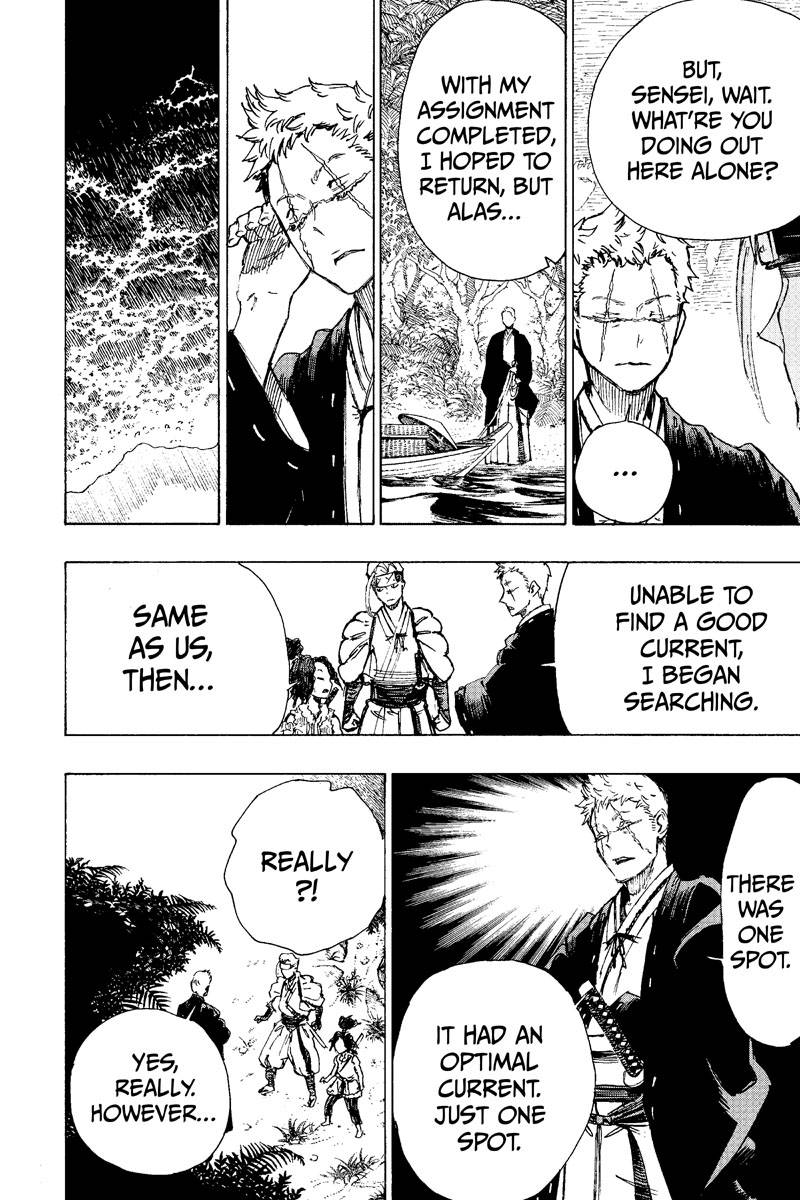 BUT,
SENSEI, WAIT.
WHAT'RE YOU
DOING OUT
HERE ALONE?
...
WITH MY
ASSIGNMENT
COMPLETED,
I HOPED TO
RETURN, BUT
ALAS...
UNABLE TO
FIND A GOOD
CURRENT,
I BEGAN
SEARCHING.
SAME
AS US,
THEN...
THERE
WAS
ONE
SPOT.
IT HAD AN
OPTIMAL
CURRENT.
JUST ONE
SPOT.
REALLY
?!
YES,
REALLY.
HOWEVER...